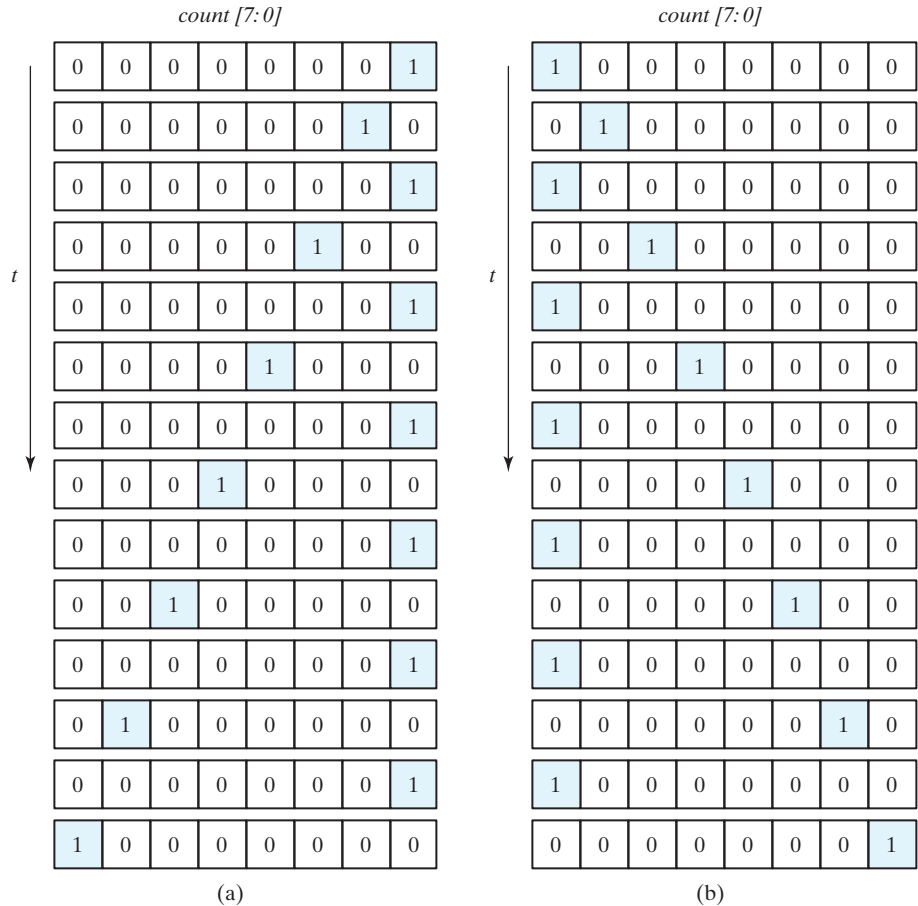 count [7:0] count [7:0]
0 0 0 0 0 0 0 1 1 0 0 0 0 0 0 0
0 0 0 0 0 0 1 0 0 1 0 0 0 0 0 0
0 0 0 0 0 0 0 1 1 0 0 0 0 0 0 0
0 0 0 0 0 1 0 0 0 0 1 0 0 0 0 0
t t
0 0 0 0 0 0 0 1 1 0 0 0 0 0 0 0
0 0 0 0 1 0 0 0 0 0 0 1 0 0 0 0
0 0 0 0 0 0 0 1 1 0 0 0 0 0 0 0
0 0 0 1 0 0 0 0 0 0 0 0 1 0 0 0
0 0 0 0 0 0 0 1 1 0 0 0 0 0 0 0
0 0 1 0 0 0 0 0 0 0 0 0 0 1 0 0
0 0 0 0 0 0 0 1 1 0 0 0 0 0 0 0
0 1 0 0 0 0 0 0 0 0 0 0 0 0 1 0
0 0 0 0 0 0 0 1 1 0 0 0 0 0 0 0
1 0 0 0 0 0 0 0 0 0 0 0 0 0 0 1
(a) (b)